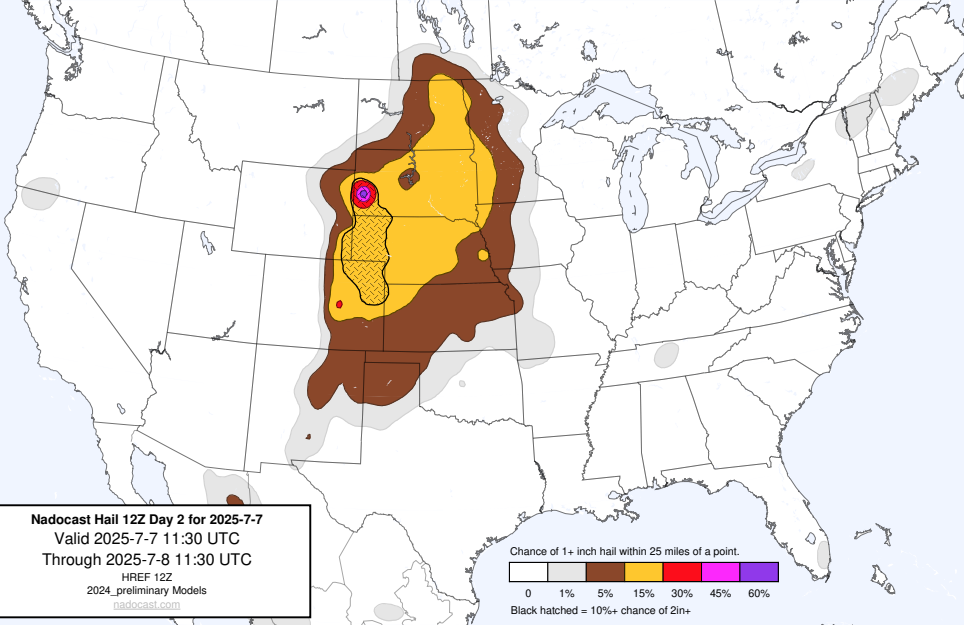 Nadocast Hail 12Z Day 2 for 2025-7-7
Valid 2025-7-7 11:30 UTC
Through 2025-7-8 11:30 UTC
HREF 12Z
2024_preliminary Models
nadocast.com
Chance of 1+ inch hail within 25 miles of a point.
0 1% 5% 15% 30% 45% 60%
Black hatched = 10%+ chance of 2in+